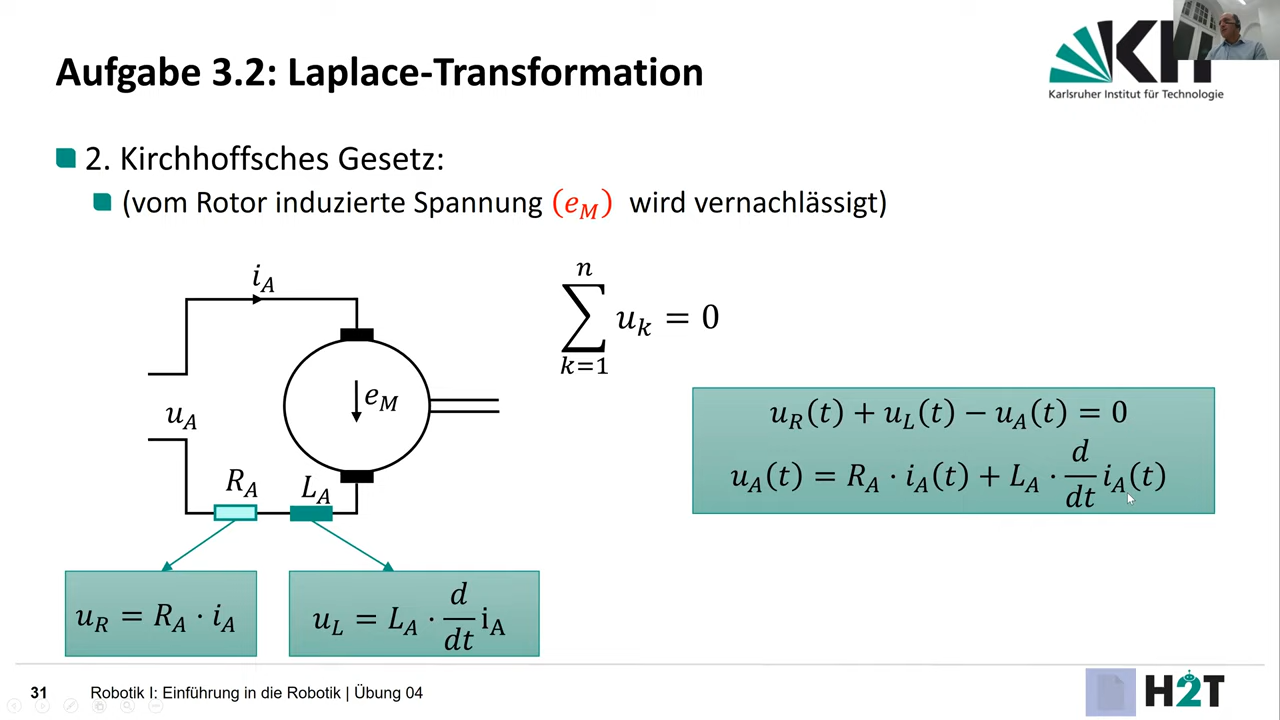 Aufgabe 3.2: Laplace-Transformation
KIT
Karlsruher Institut für Technologie
2. Kirchhoffsches Gesetz:
(vom Rotor induzierte Spannung (e_M) wird vernachlässigt)
i_A
e_M
u_A
R_A
L_A
∑_{k=1}^{n} u_k = 0
u_R(t) + u_L(t) − u_A(t) = 0
u_A(t) = R_A · i_A(t) + L_A · d/dt i_A(t)
u_R = R_A · i_A
u_L = L_A · d/dt i_A
31
Robotik I: Einführung in die Robotik | Übung 04
H2T